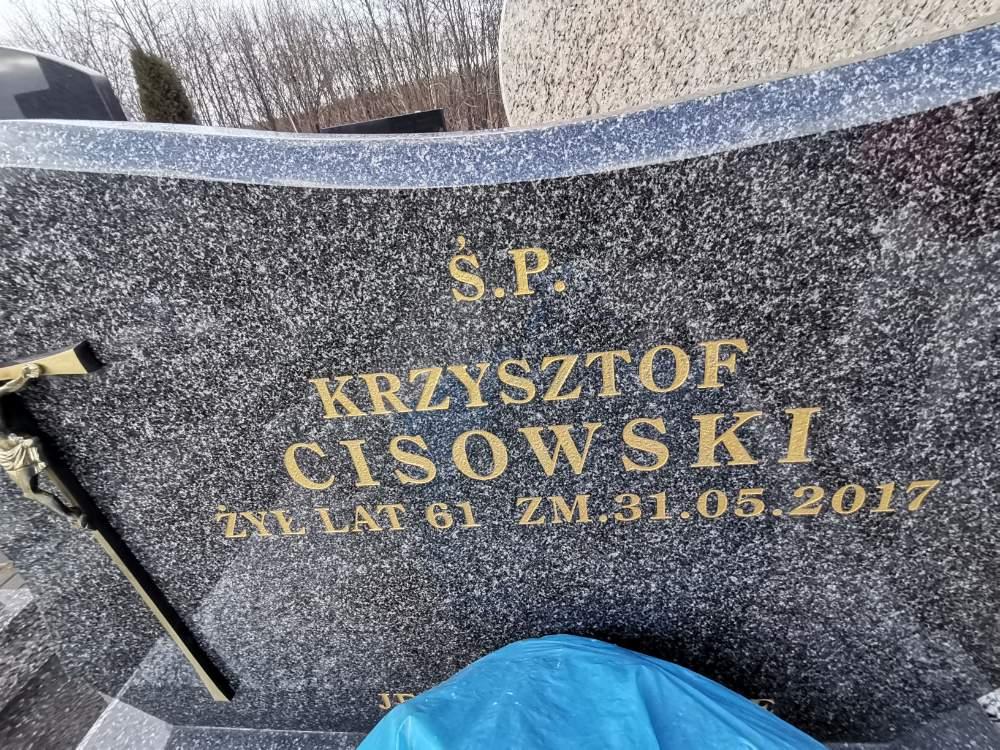 Ś.P.
KRZYSZTOF
CISOWSKI
ŻYŁ LAT 61 ZM.31.05.2017